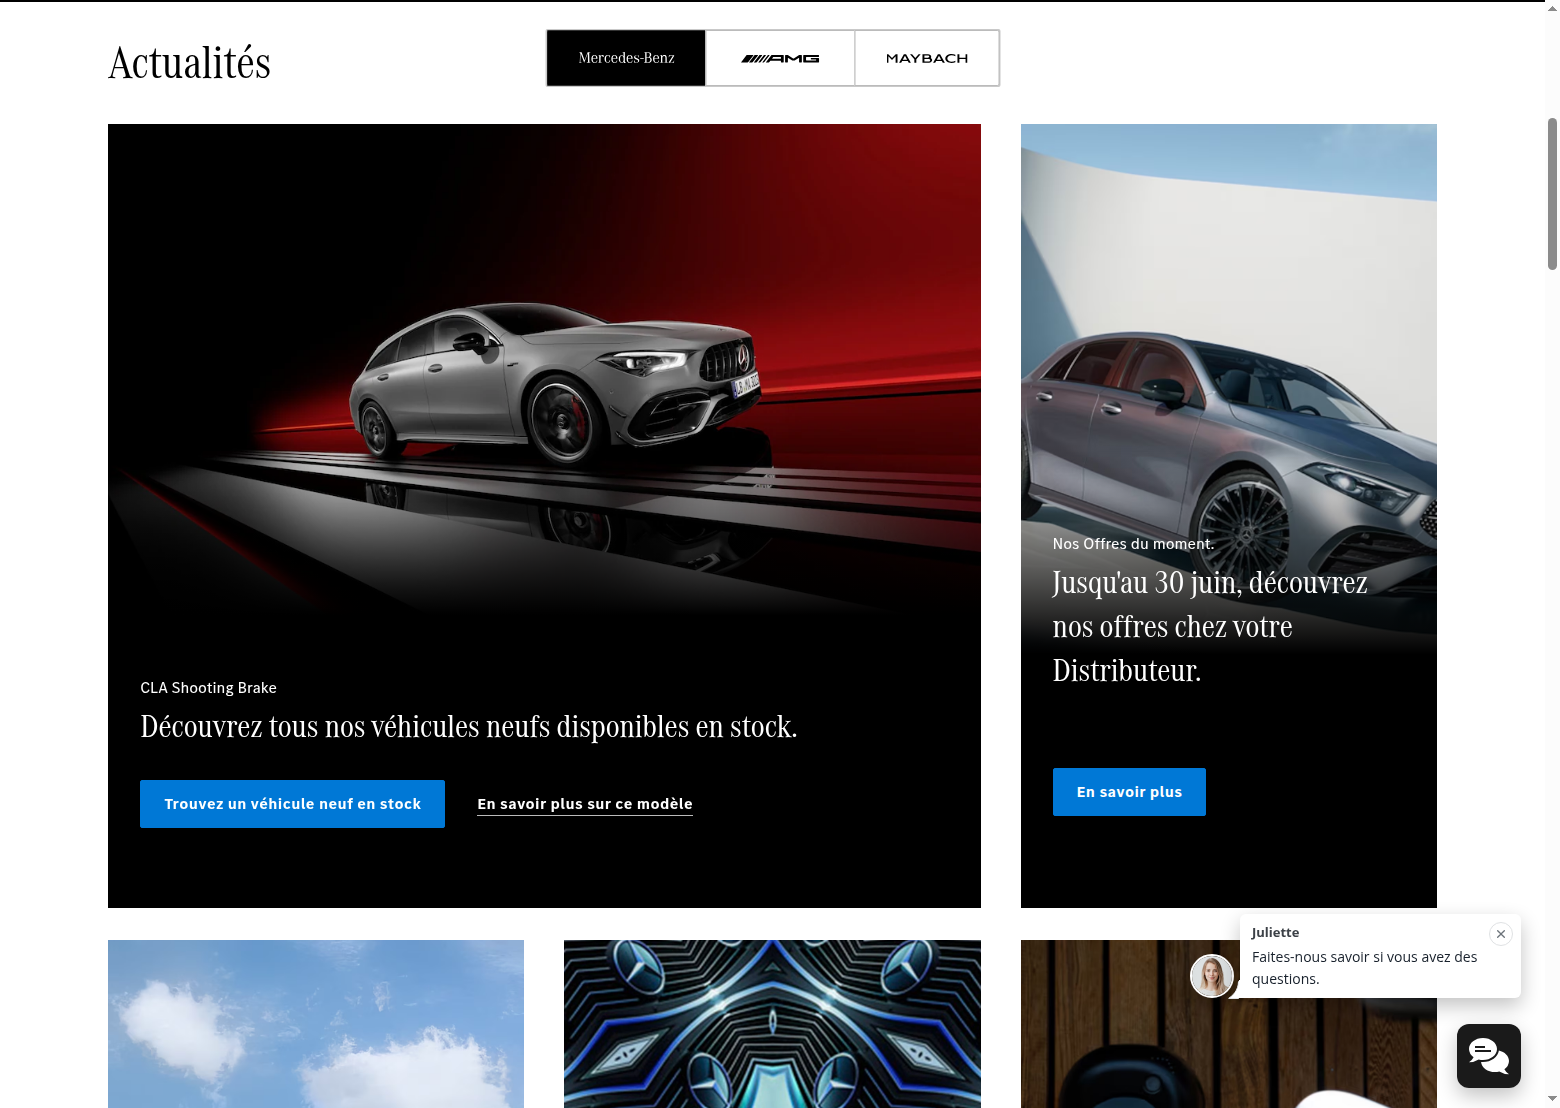 Actualités
Mercedes-Benz
AMG
MAYBACH
CLA Shooting Brake
Découvrez tous nos véhicules neufs disponibles en stock.
Trouvez un véhicule neuf en stock
En savoir plus sur ce modèle
Nos Offres du moment.
Jusqu'au 30 juin, découvrez
nos offres chez votre
Distributeur.
En savoir plus
Juliette
Faites-nous savoir si vous avez des
questions.